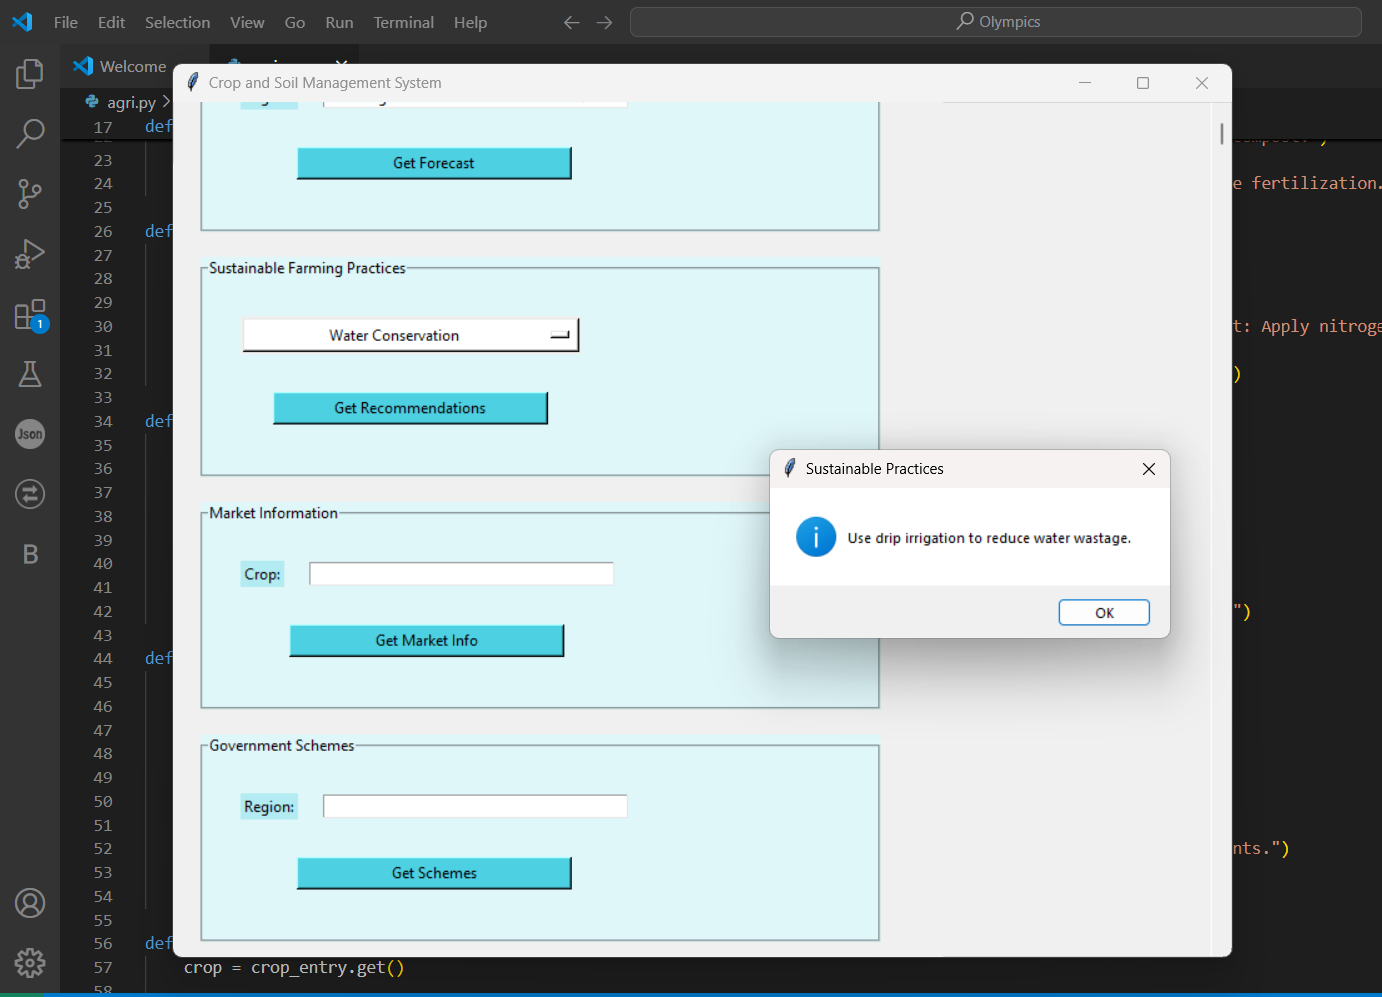 File Edit Selection View Go Run Terminal Help
Olympics
Welcome
Crop and Soil Management System
agri.py
17 def
23
24 e fertilization.
25
26 def
27
28
29
30 t: Apply nitroge
31
32 )
33
34 def
35
36
37
38
39
40
41
42 ")
43
44 def
45
46
47
48
49
50
51
52 nts.")
53
54
55
56 def
57 crop = crop_entry.get()
58
1
Json
B
Get Forecast
Sustainable Farming Practices
Water Conservation
Get Recommendations
Sustainable Practices
Use drip irrigation to reduce water wastage.
OK
Market Information
Crop:
Get Market Info
Government Schemes
Region:
Get Schemes